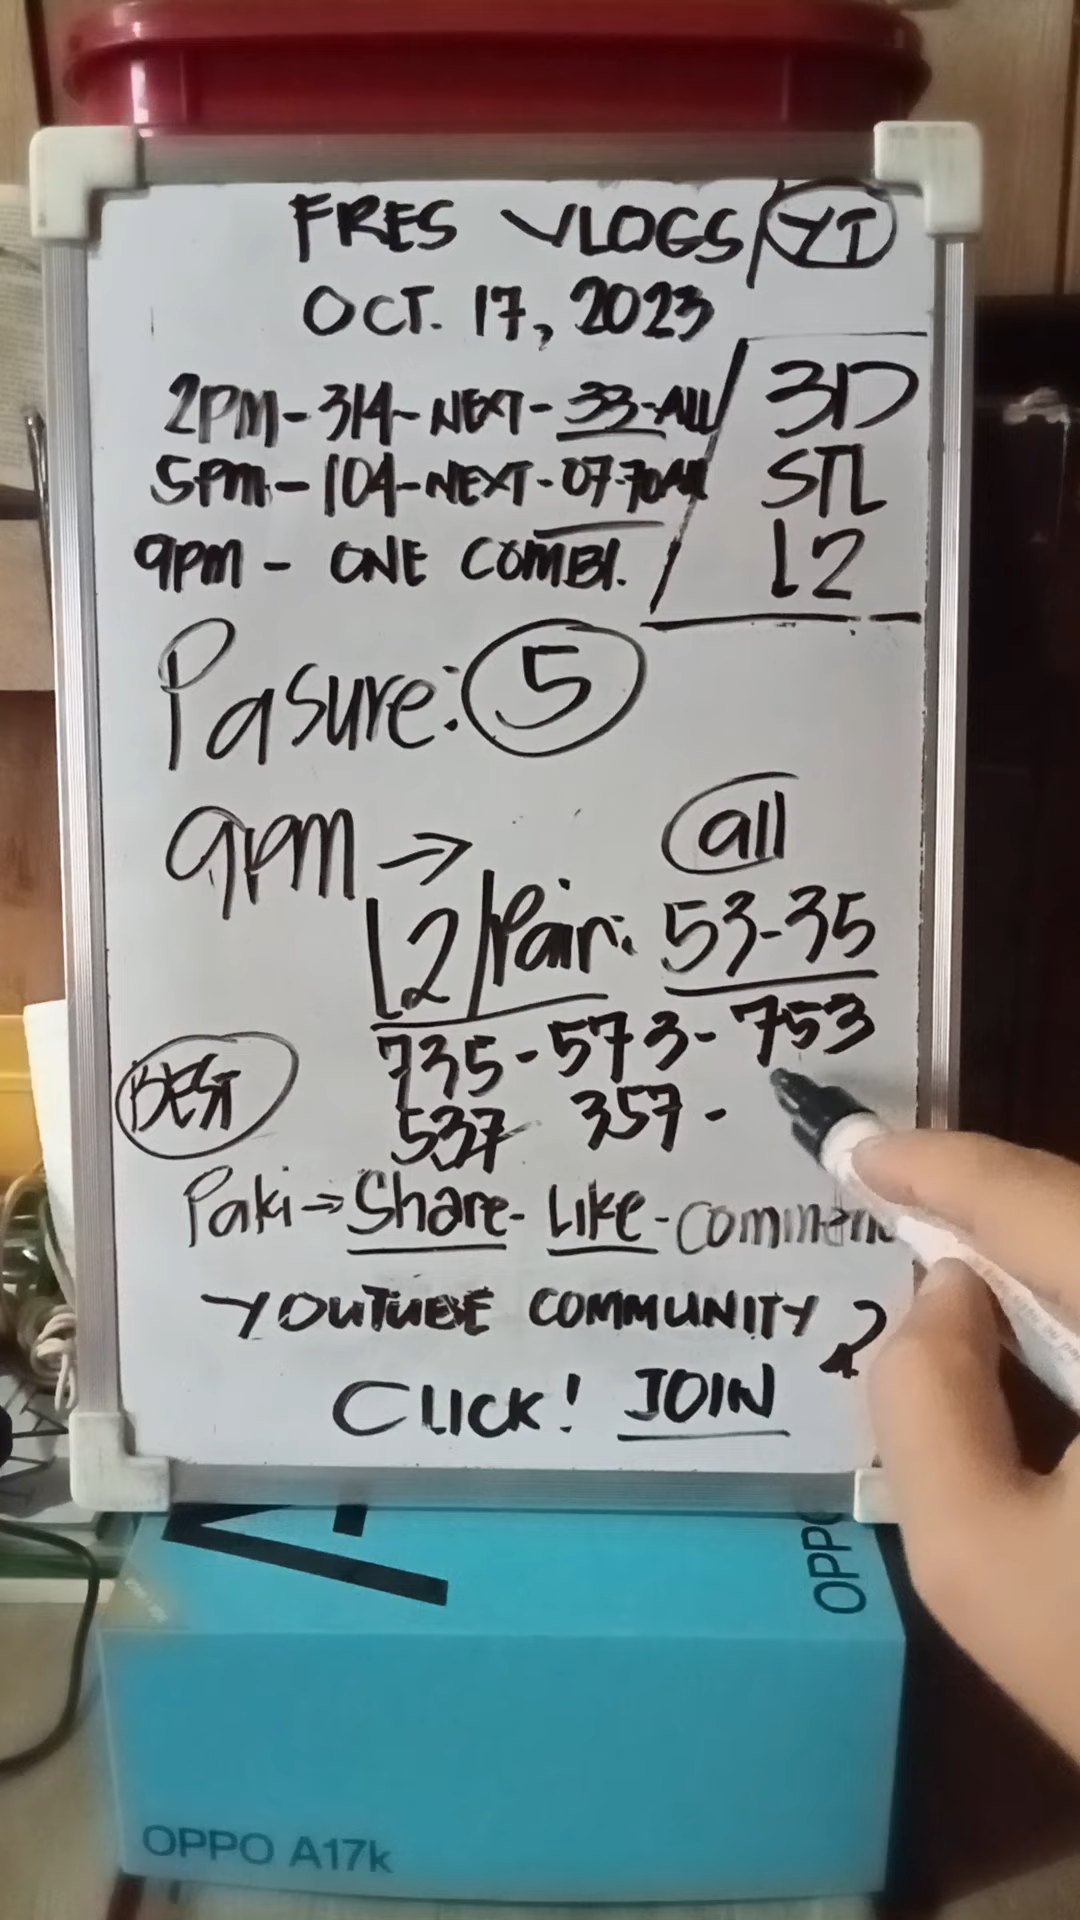 FRES VLOGS/YT
OCT. 17, 2023
2PM-314-NEXT-33-All/ 3D
5PM-104-NEXT-07-70All STL
9PM - ONE COMBI. / L2
Pasure: 5
9PM → all
L2/Pair: 53-35
735-573-753
BEST 537 357-
Paki→Share-Like-Comment
YOUTUBE COMMUNITY
CLICK! JOIN
OPPO
OPPO A17k